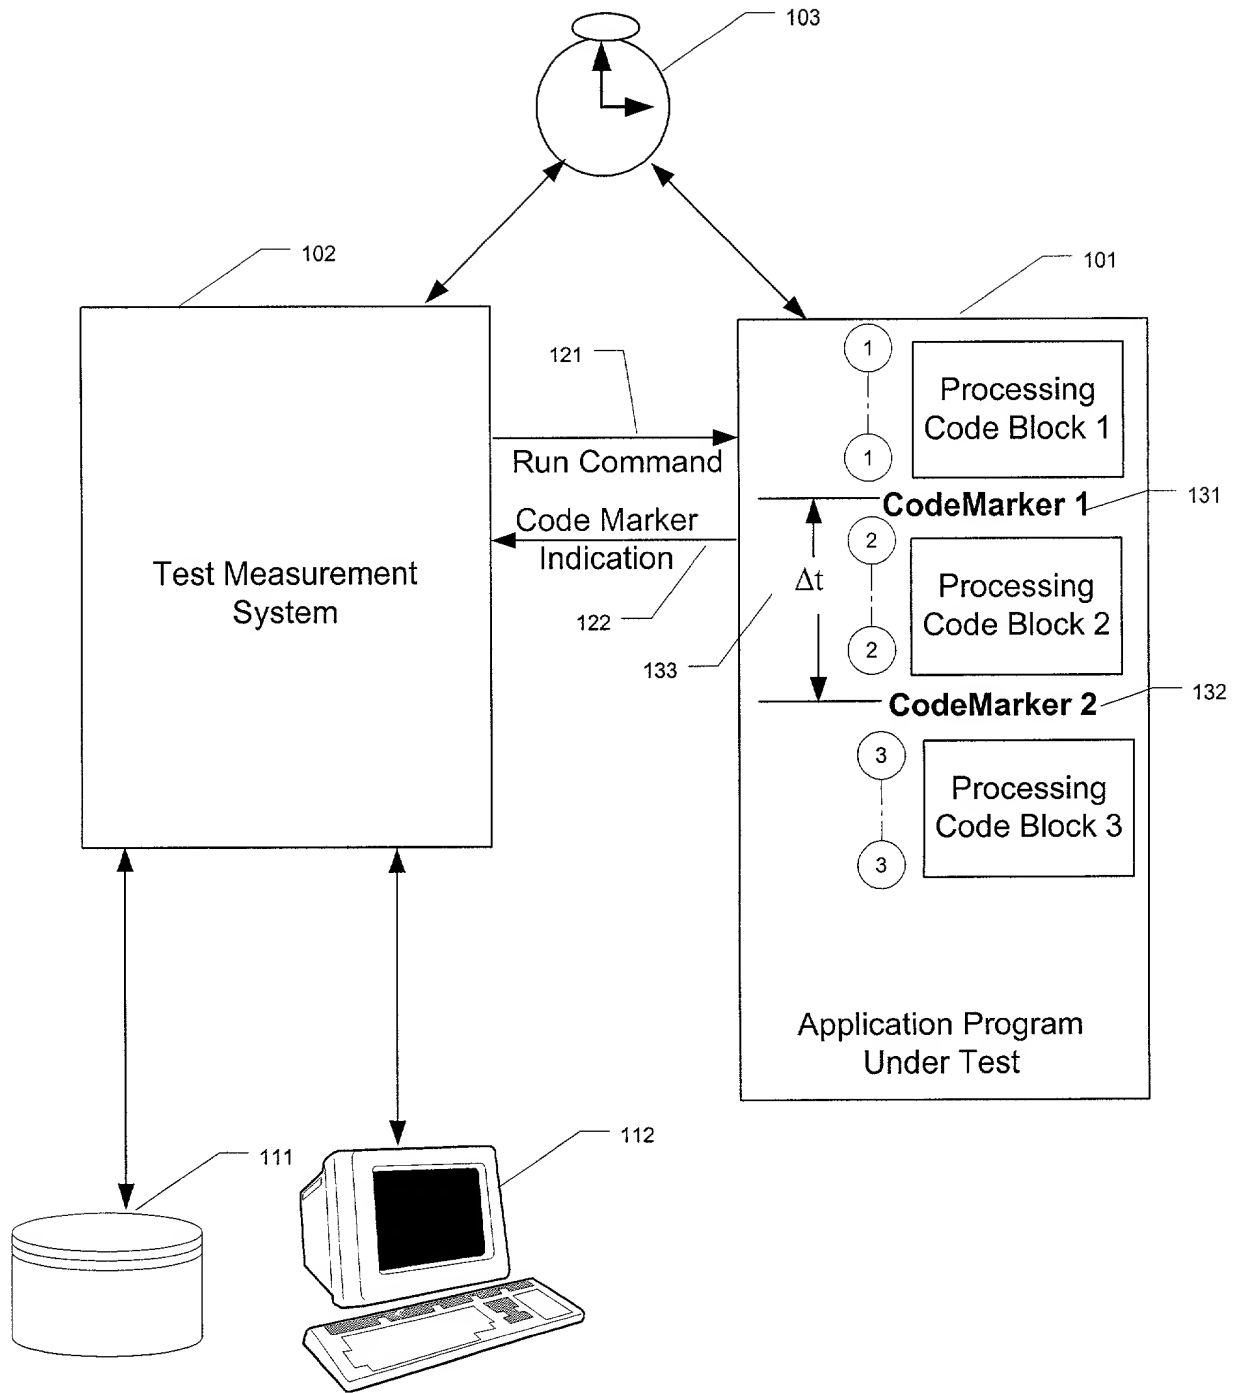 103
102
101
121
1
Processing
Code Block 1
1
Run Command
CodeMarker 1
131
Code Marker
Indication
122
2
Processing
Code Block 2
2
Δt
133
Test Measurement
System
CodeMarker 2
132
3
Processing
Code Block 3
3
Application Program
Under Test
111
112